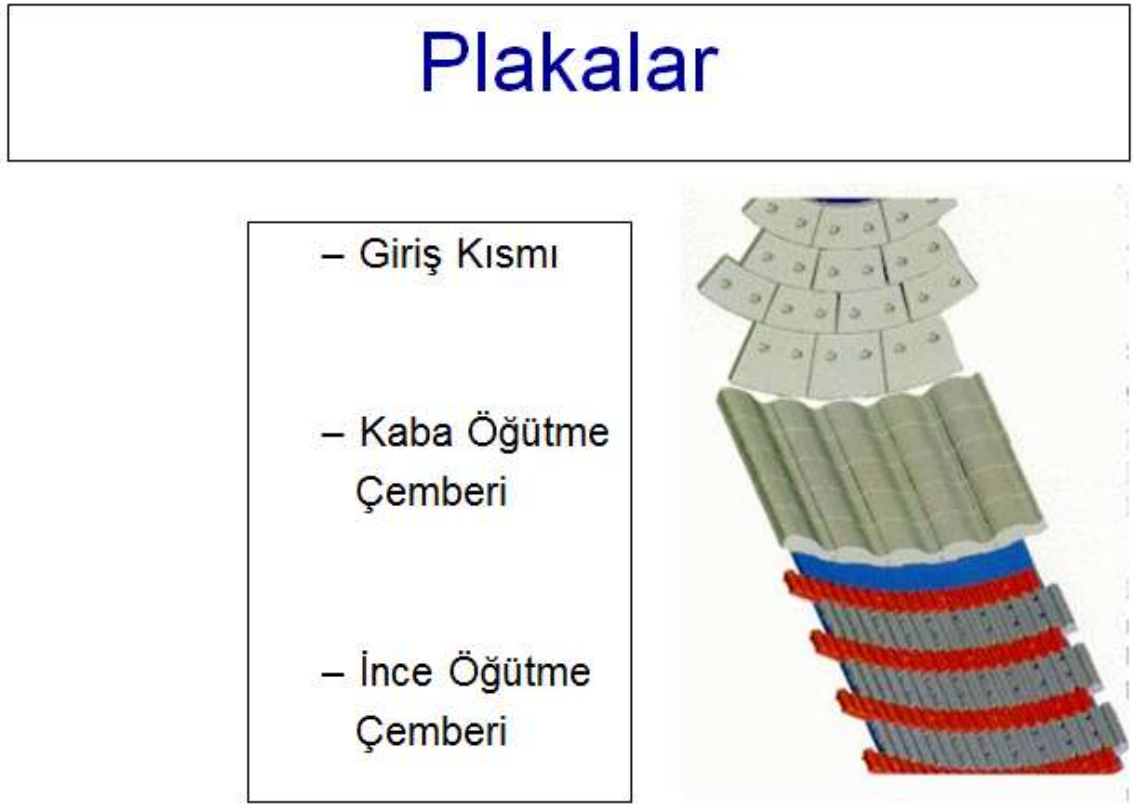 Plakalar
– Giriş Kısmı
– Kaba Öğütme
Çemberi
– İnce Öğütme
Çemberi